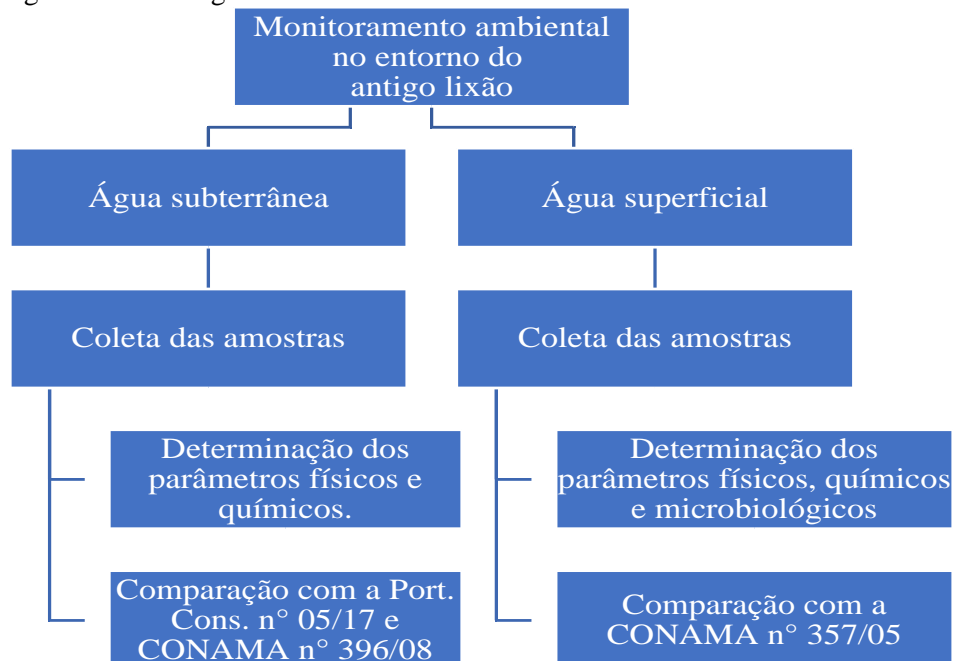 Monitoramento ambiental
no entorno do
antigo lixão
Água subterrânea
Água superficial
Coleta das amostras
Coleta das amostras
Determinação dos
parâmetros físicos e
químicos.
Determinação dos
parâmetros físicos, químicos
e microbiológicos
Comparação com a Port.
Cons. n° 05/17 e
CONAMA n° 396/08
Comparação com a
CONAMA n° 357/05